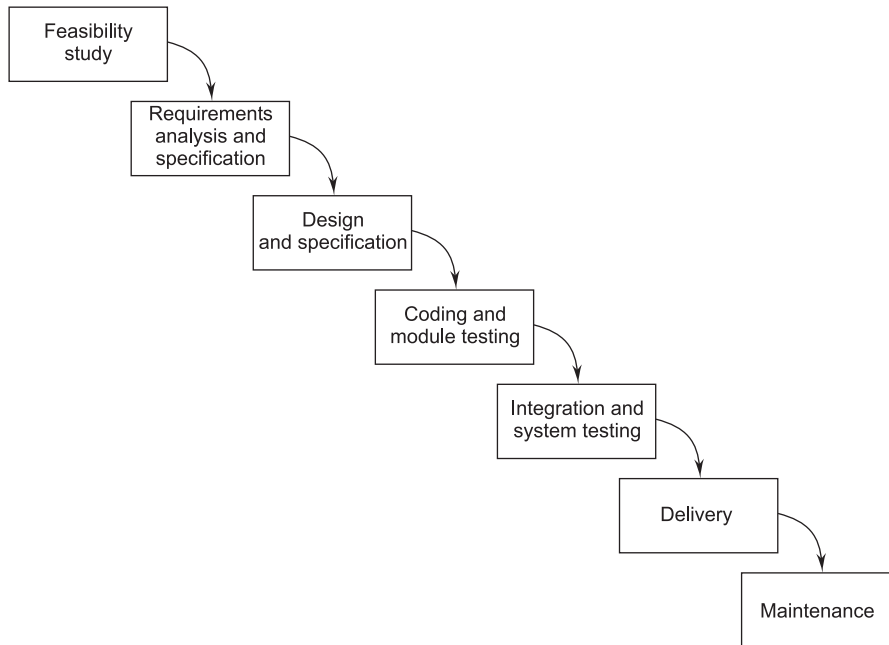 Feasibility
study
Requirements
analysis and
specification
Design
and specification
Coding and
module testing
Integration and
system testing
Delivery
Maintenance